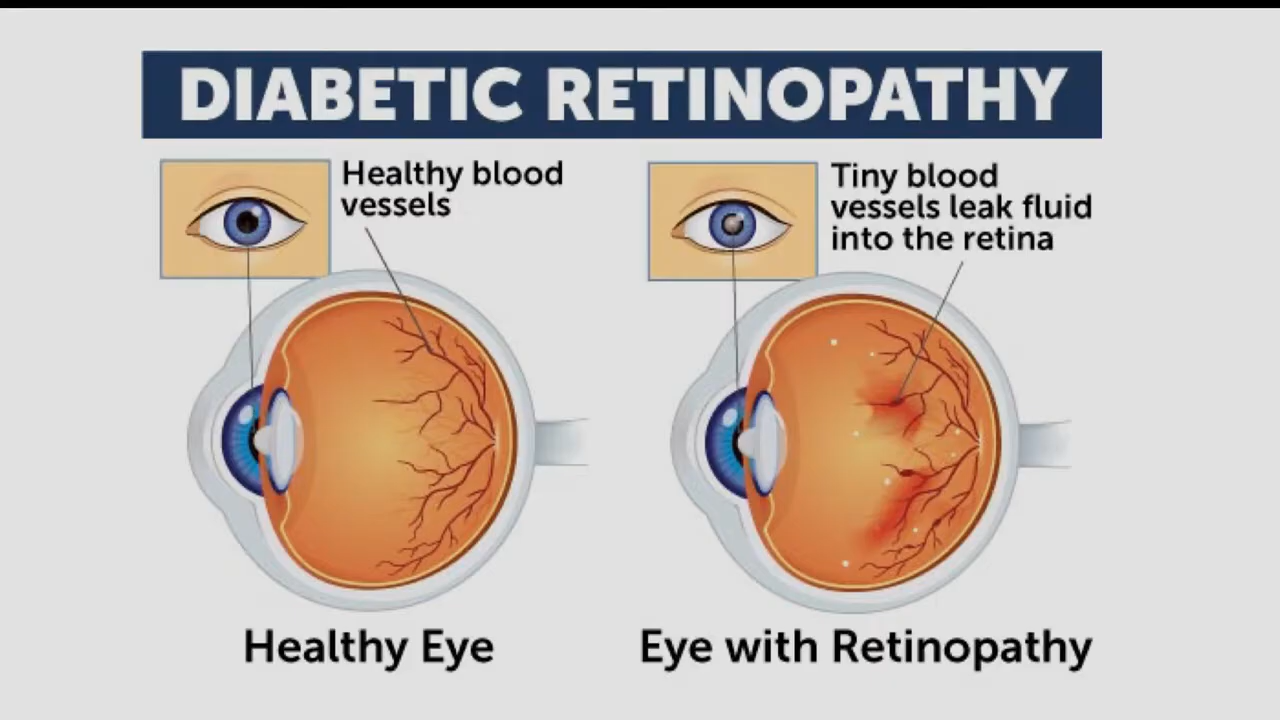 DIABETIC RETINOPATHY
Healthy blood
vessels
Tiny blood
vessels leak fluid
into the retina
Healthy Eye
Eye with Retinopathy